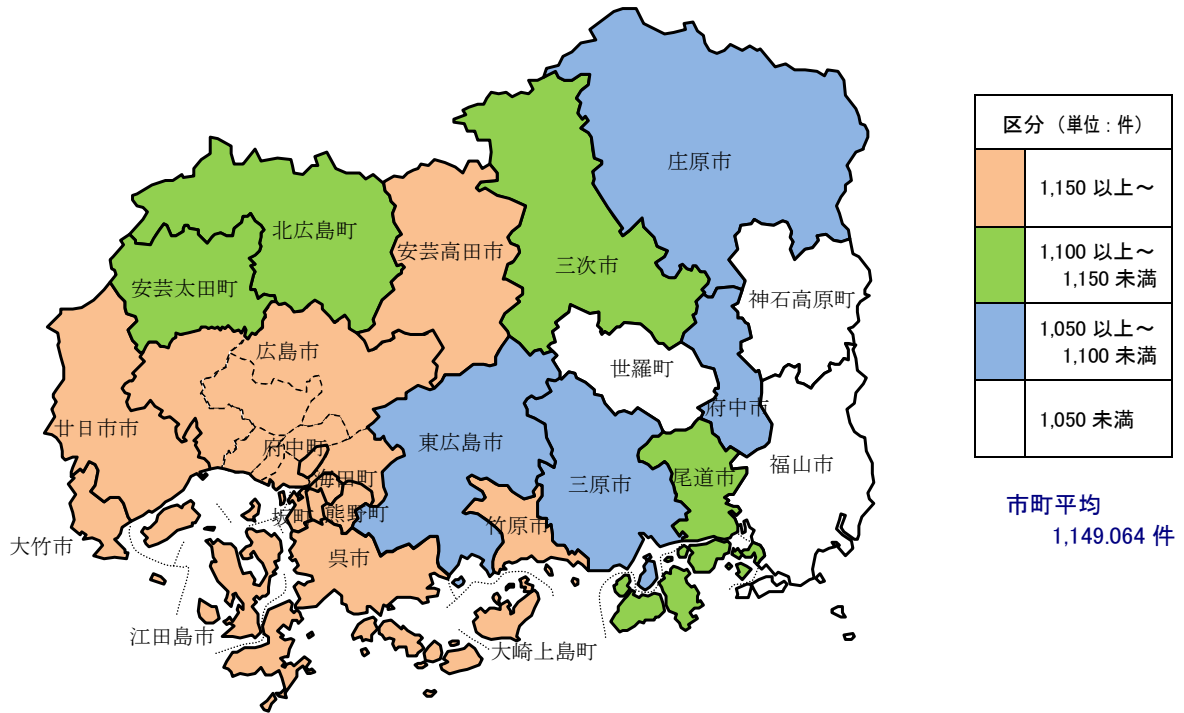 庄原市
北広島町
安芸高田市
三次市
安芸太田町
神石高原町
広島市
世羅町
府中市
廿日市市
府中町
東広島市
福山市
海田町
三原市
尾道市
坂町
熊野町
竹原市
大竹市
呉市
江田島市
大崎上島町
区分（単位：件）
1,150 以上～
1,100 以上～
1,150 未満
1,050 以上～
1,100 未満
1,050 未満
市町平均
1,149.064 件